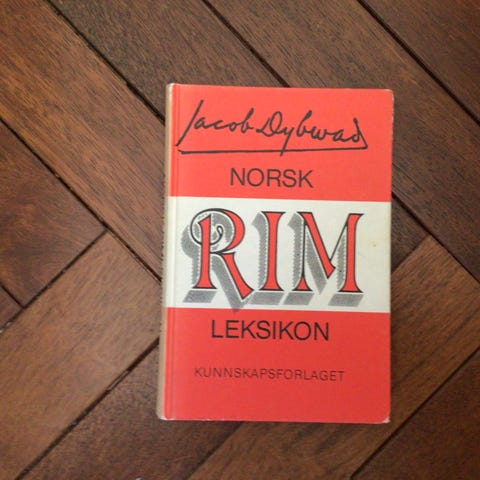 Jacob Dybwad
NORSK
RIM
LEKSIKON
KUNNSKAPSFORLAGET